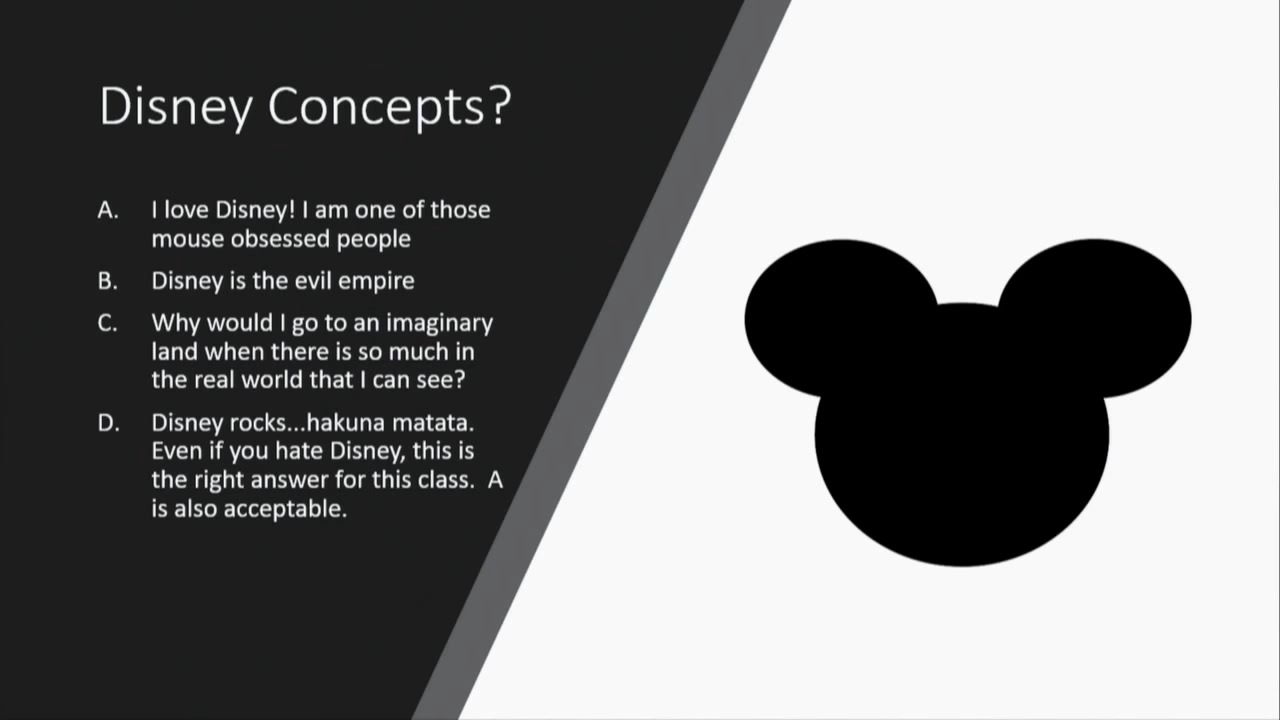 Disney Concepts?
A. I love Disney! I am one of those
mouse obsessed people
B. Disney is the evil empire
C. Why would I go to an imaginary
land when there is so much in
the real world that I can see?
D. Disney rocks...hakuna matata.
Even if you hate Disney, this is
the right answer for this class.  A
is also acceptable.